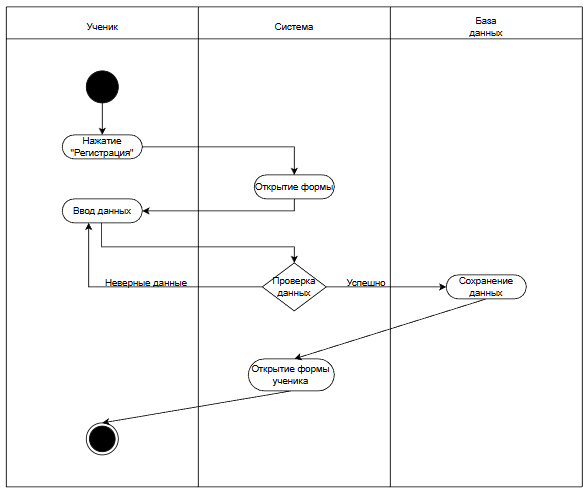 Ученик
Система
База
данных
Нажатие
"Регистрация"
Открытие формы
Ввод данных
Проверка
данных
Неверные данные
Успешно
Сохранение
данных
Открытие формы
ученика